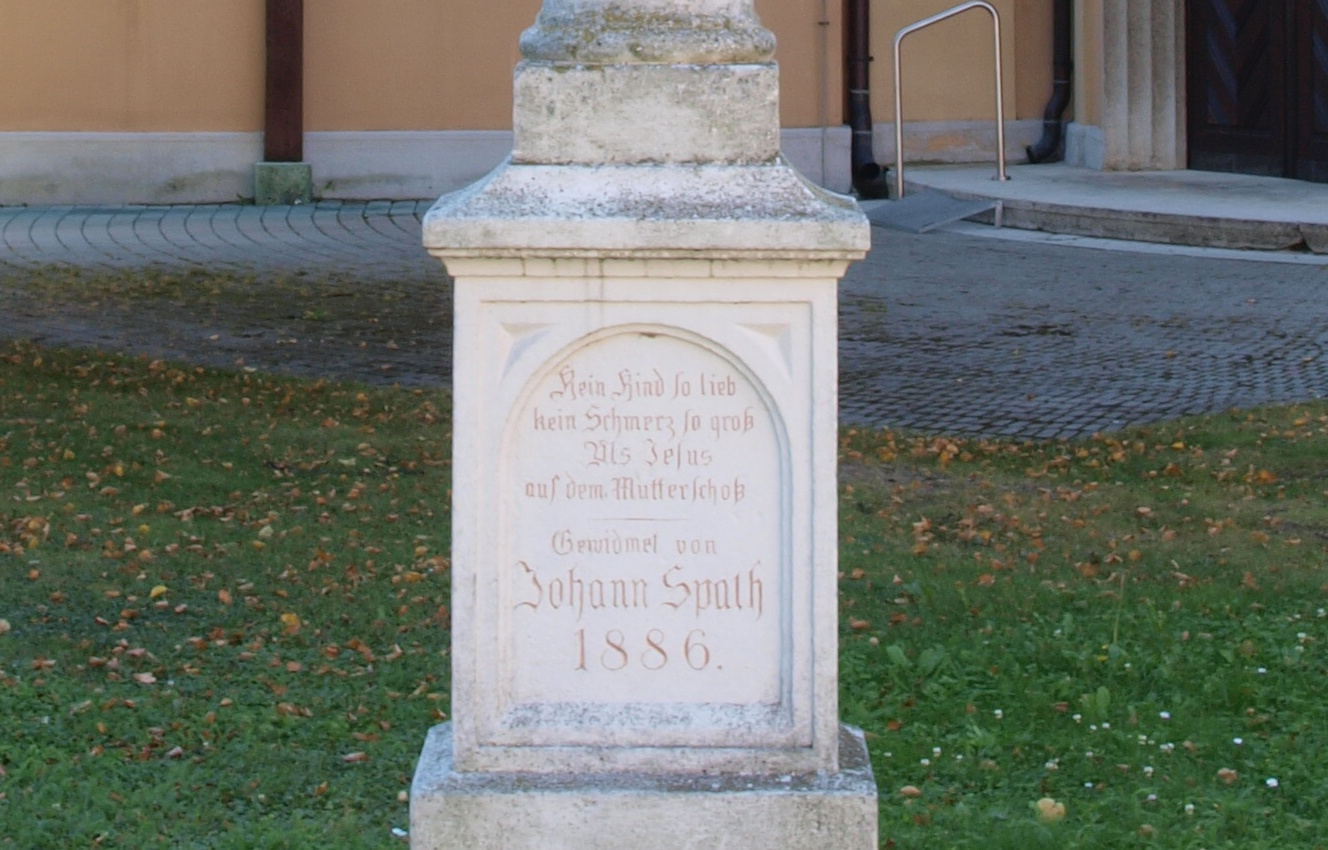 Kein Kind so lieb
kein Schmerz so groß
Als Jesus
auf dem Mutterschoß
Gewidmet von
Johann Spath
1886.